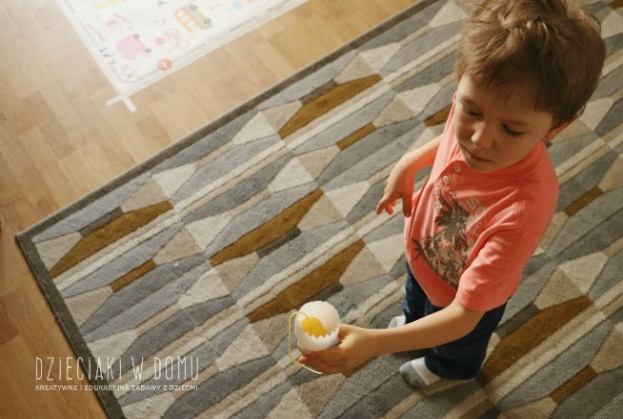 DZIECIAKI W DOMU
KREATYWNE I EDUKACYJNE ZABAWY Z DZIEĆMI